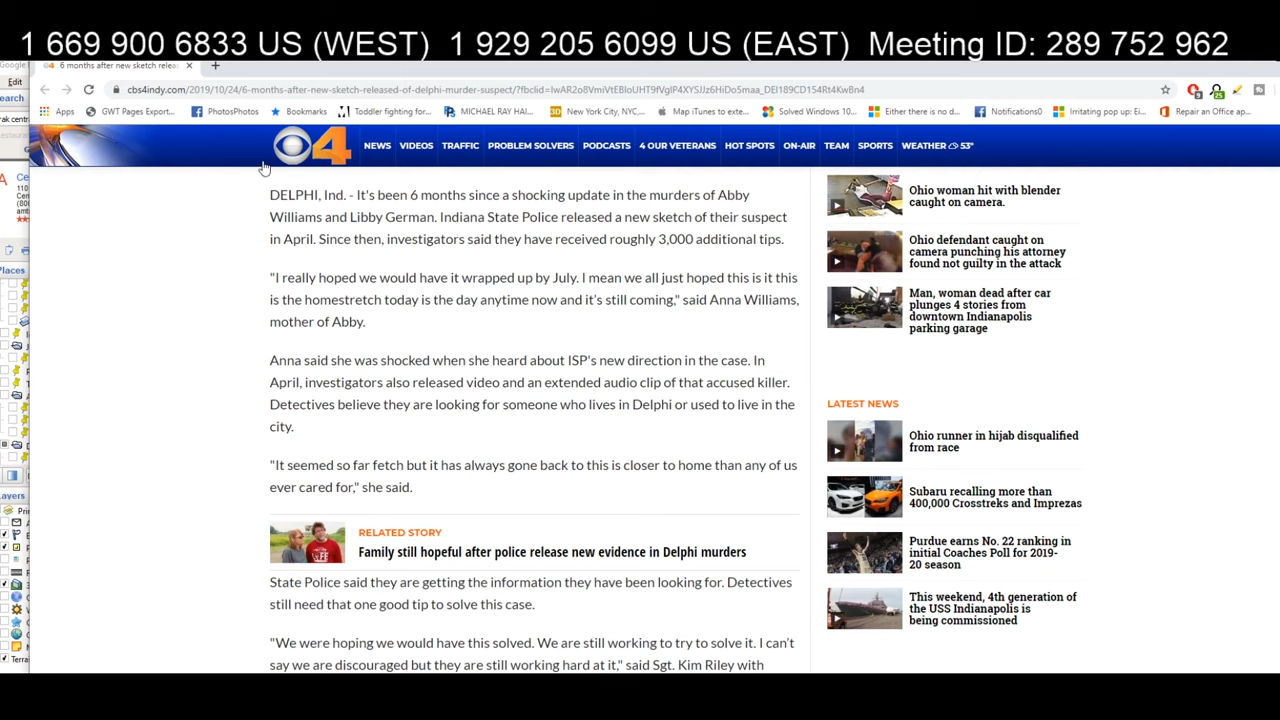 1 669 900 6833 US (WEST)  1 929 205 6099 US (EAST)  Meeting ID: 289 752 962
6 months after new sketch relea
cbs4indy.com/2019/10/24/6-months-after-new-sketch-released-of-delphi-murder-suspect/
Edit
Apps
GWT Pages Export...
PhotosPhotos
Bookmarks
Toddler fighting for...
MICHAEL RAY HAI...
New York City, NYC,...
Map iTunes to exte...
Solved Windows 10...
Either there is no d...
Notifications0
Irritating pop up; Em...
Repair an Office ap...
4
NEWS
VIDEOS
TRAFFIC
PROBLEM SOLVERS
PODCASTS
4 OUR VETERANS
HOT SPOTS
ON-AIR
TEAM
SPORTS
WEATHER 53°
DELPHI, Ind. - It's been 6 months since a shocking update in the murders of Abby
Williams and Libby German. Indiana State Police released a new sketch of their suspect
in April. Since then, investigators said they have received roughly 3,000 additional tips.
"I really hoped we would have it wrapped up by July. I mean we all just hoped this is it this
is the homestretch today is the day anytime now and it's still coming," said Anna Williams,
mother of Abby.
Anna said she was shocked when she heard about ISP's new direction in the case. In
April, investigators also released video and an extended audio clip of that accused killer.
Detectives believe they are looking for someone who lives in Delphi or used to live in the
city.
"It seemed so far fetch but it has always gone back to this is closer to home than any of us
ever cared for," she said.
RELATED STORY
Family still hopeful after police release new evidence in Delphi murders
State Police said they are getting the information they have been looking for. Detectives
still need that one good tip to solve this case.
"We were hoping we would have this solved. We are still working to try to solve it. I can't
say we are discouraged but they are still working hard at it," said Sgt. Kim Riley with
Ohio woman hit with blender
caught on camera.
Ohio defendant caught on
camera punching his attorney
found not guilty in the attack
Man, woman dead after car
plunges 4 stories from
downtown Indianapolis
parking garage
LATEST NEWS
Ohio runner in hijab disqualified
from race
Subaru recalling more than
400,000 Crosstreks and Imprezas
Purdue earns No. 22 ranking in
initial Coaches Poll for 2019-
20 season
This weekend, 4th generation of
the USS Indianapolis is
being commissioned